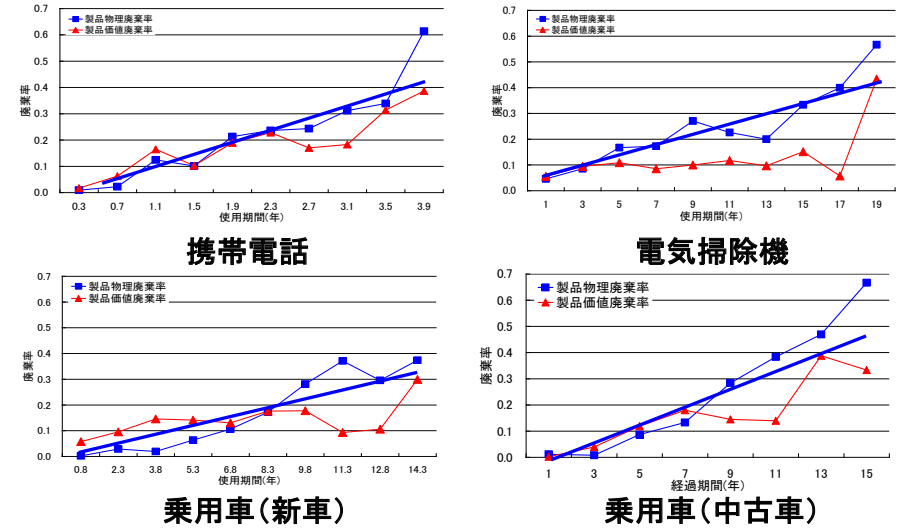 製品物理廃棄率
製品価値廃棄率
廃棄率
0.7
0.6
0.5
0.4
0.3
0.2
0.1
0.0
0.3 0.7 1.1 1.5 1.9 2.3 2.7 3.1 3.5 3.9
使用期間(年)
携帯電話
製品物理廃棄率
製品価値廃棄率
廃棄率
0.7
0.6
0.5
0.4
0.3
0.2
0.1
0.0
1 3 5 7 9 11 13 15 17 19
使用期間(年)
電気掃除機
製品物理廃棄率
製品価値廃棄率
廃棄率
0.7
0.6
0.5
0.4
0.3
0.2
0.1
0.0
0.8 2.3 3.8 5.3 6.8 8.3 9.8 11.3 12.8 14.3
使用期間(年)
乗用車(新車)
製品物理廃棄率
製品価値廃棄率
廃棄率
0.7
0.6
0.5
0.4
0.3
0.2
0.1
0.0
1 3 5 7 9 11 13 15
経過期間(年)
乗用車(中古車)